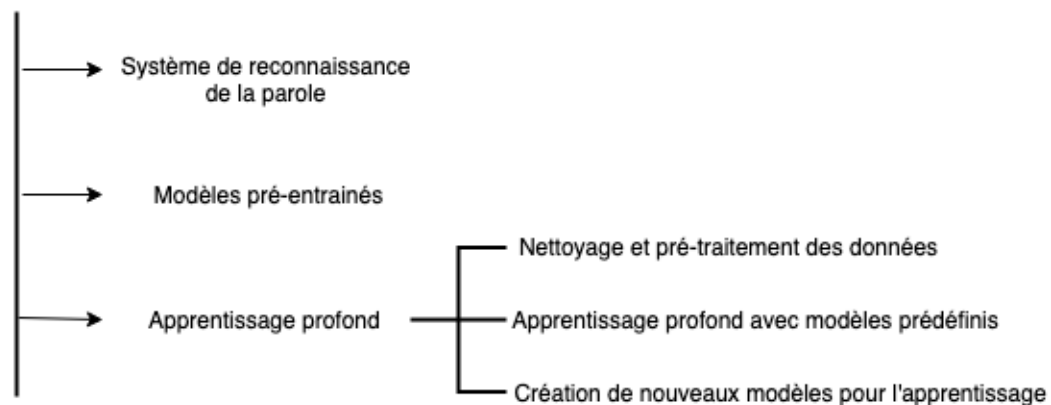 Système de reconnaissance
de la parole
Modèles pré-entrainés
Nettoyage et pré-traitement des données
Apprentissage profond
Apprentissage profond avec modèles prédéfinis
Création de nouveaux modèles pour l'apprentissage